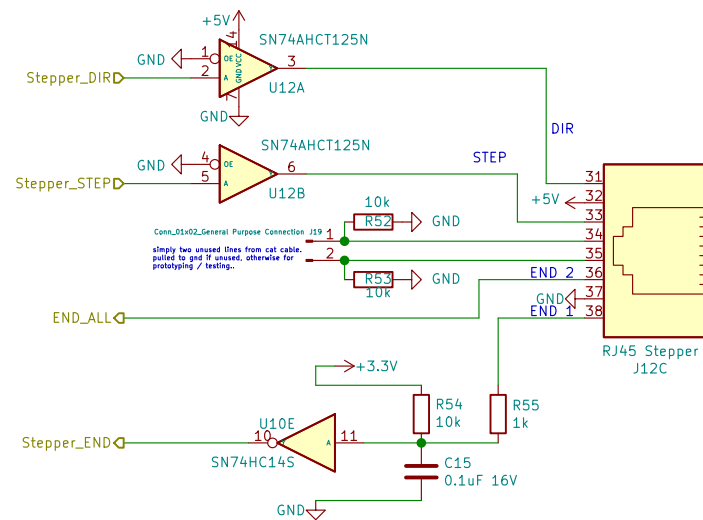 +5V
14
SN74AHCT125N
GND
1
OE
VCC
3
Stepper_DIR
2
A
GND
7
U12A
GND
DIR
SN74AHCT125N
GND
4
OE
6
STEP
Stepper_STEP
5
A
U12B
31
+5V
32
33
34
35
36
37
38
10k
R52
GND
Conn_01x02_General Purpose Connection J19
1
simply two unused lines from cat cable.
pulled to gnd if unused, otherwise for
prototyping / testing..
2
R53
10k
GND
END 2
GND
END 1
END_ALL
RJ45 Stepper
J12C
+3.3V
R54
10k
R55
1k
U10E
Stepper_END
10
A
11
SN74HC14S
C15
0.1uF 16V
GND